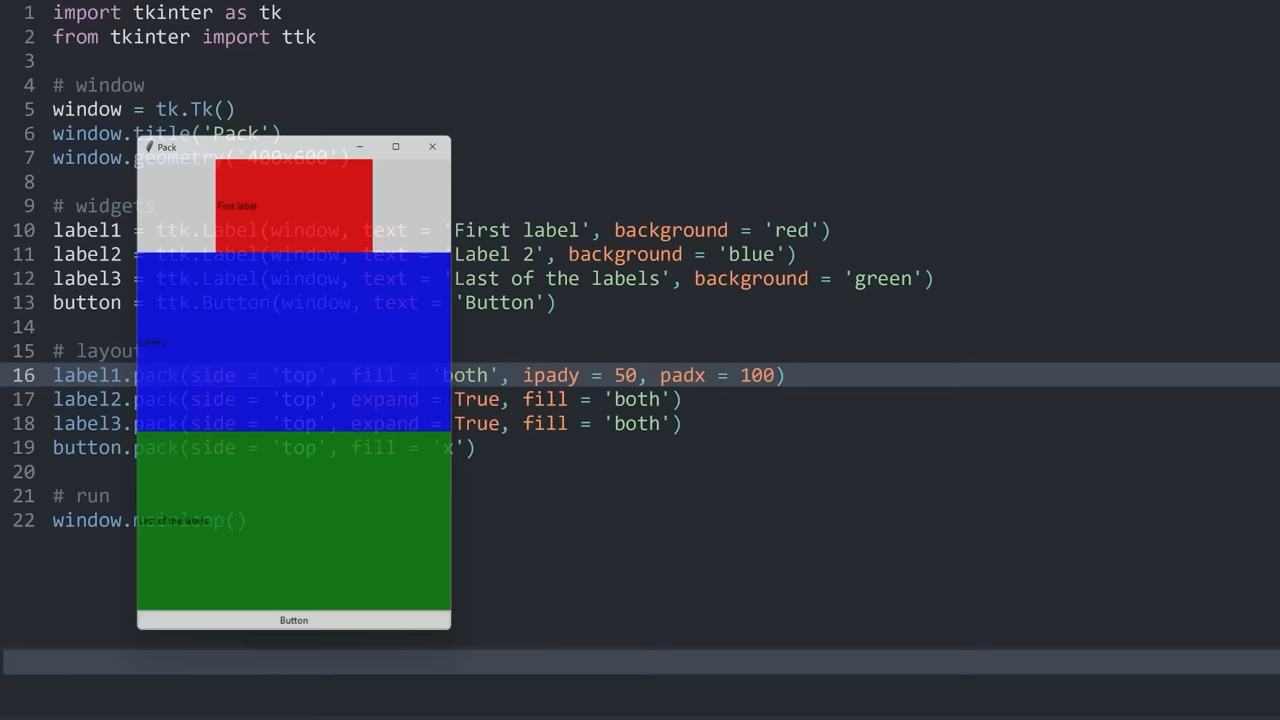 1 import tkinter as tk
2 from tkinter import ttk
3
4 # window
5 window = tk.Tk()
6 window.title('Pack')
Pack
7 window.geometry('400x600')
8
First label
9 # widgets
10 label1 = ttk.Label(window, text = 'First label', background = 'red')
11 label2 = ttk.Label(window, text = 'Label 2', background = 'blue')
12 label3 = ttk.Label(window, text = 'Last of the labels', background = 'green')
13 button = ttk.Button(window, text = 'Button')
14
Label 2
15 # layout
16 label1.pack(side = 'top', fill = 'both', ipady = 50, padx = 100)
17 label2.pack(side = 'top', expand = True, fill = 'both')
18 label3.pack(side = 'top', expand = True, fill = 'both')
19 button.pack(side = 'top', fill = 'x')
20
21 # run
22 window.mainloop()
Last of the labels
Button